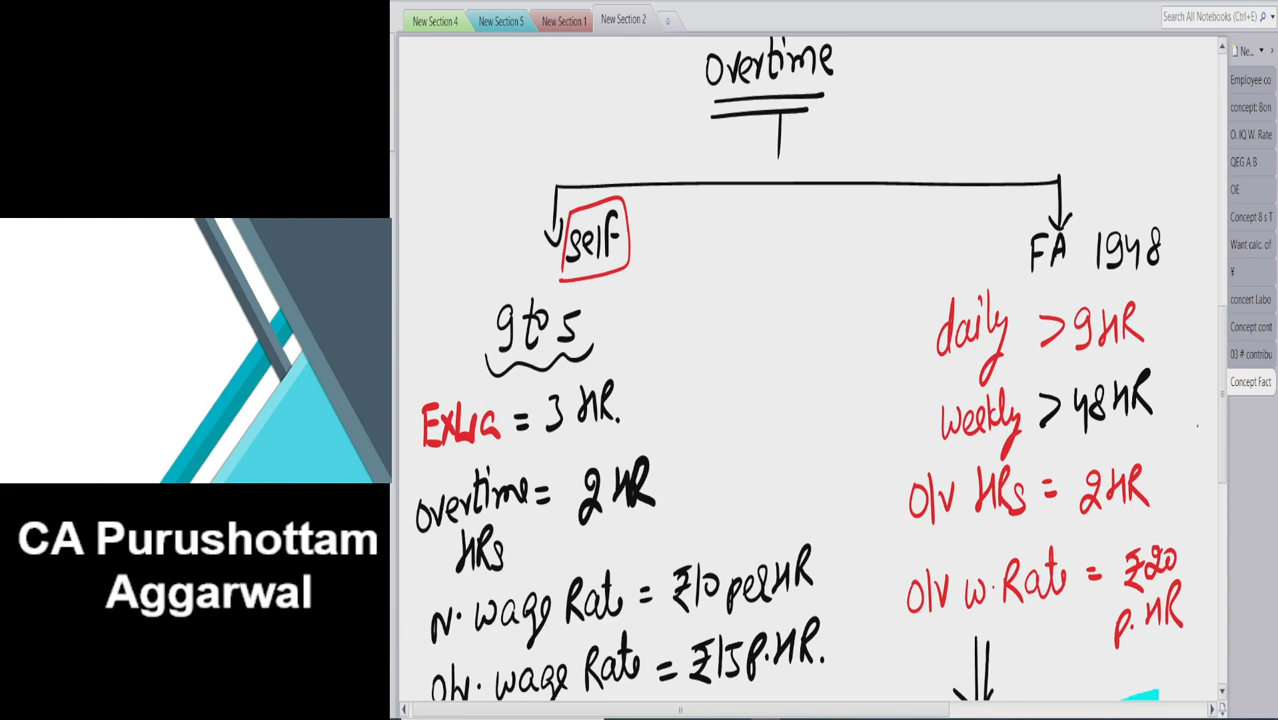 New Section 4
New Section 5
New Section 1
New Section 2
Search All Notebooks (Ctrl+E)
Ne...
Employee co
concept: Bon
O. IQ W. Rate
QEG A B
OE
Concept 8 s T
Want calc. of
¥
concert Labo
Concept cont
03 # contribu
Concept Fact
Overtime
self
9 to 5
Extra = 3 HR.
Overtime = 2 HR
HRs
N. wage Rate = ₹10 per HR
O/v. wage Rate = ₹15 p. HR.
FA 1948
daily > 9 HR
weekly > 48 HR
O/v HRs = 2 HR
O/v w. Rate = ₹20
p. HR
CA Purushottam
Aggarwal